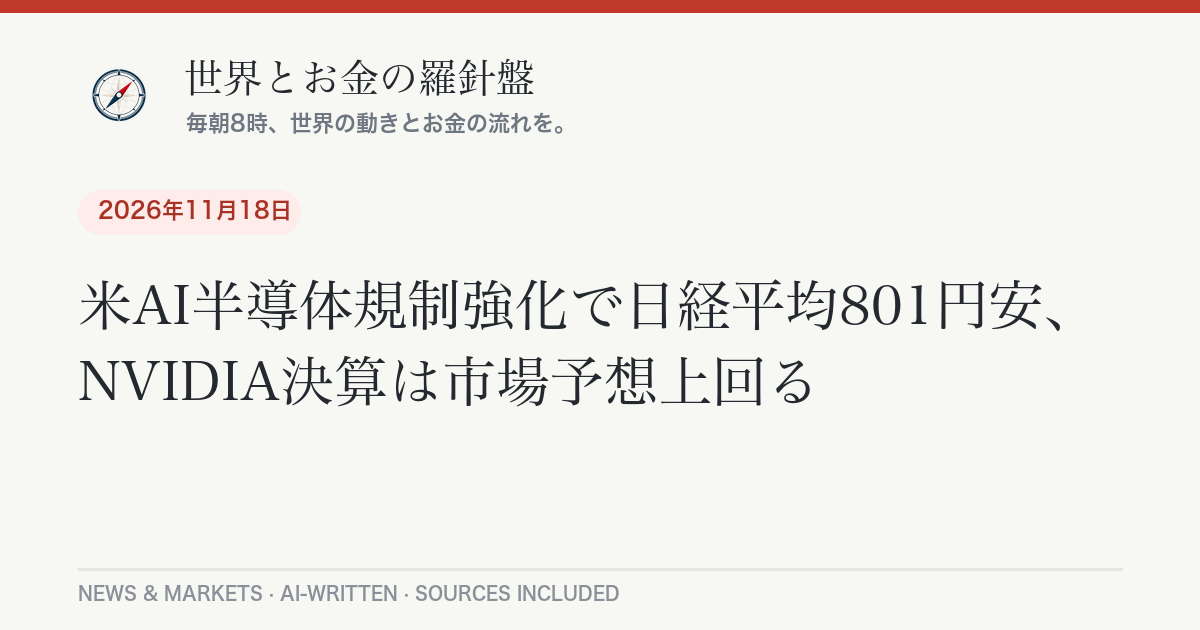 世界とお金の羅針盤
毎朝8時、世界の動きとお金の流れを。
2026年11月18日
米AI半導体規制強化で日経平均801円安、
NVIDIA決算は市場予想上回る
NEWS & MARKETS · AI-WRITTEN · SOURCES INCLUDED